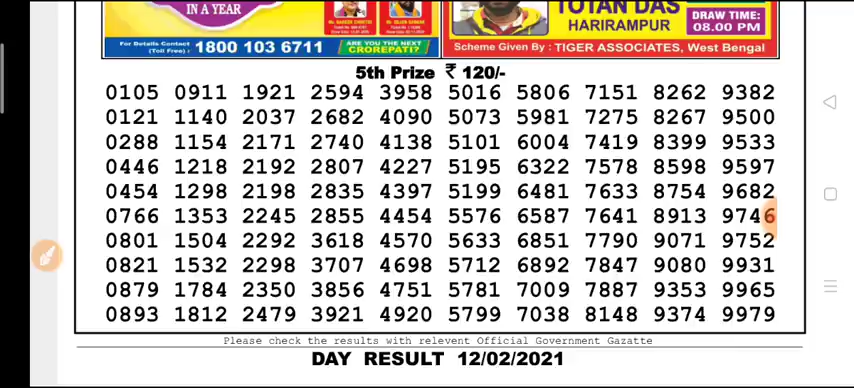 IN A YEAR
For Details Contact (Toll Free) : 1800 103 6711
ARE YOU THE NEXT CROREPATI?
TOTAN DAS
HARIRAMPUR
DRAW TIME:
08.00 PM
Scheme Given By : TIGER ASSOCIATES, West Bengal
5th Prize ₹ 120/-
0105 0911 1921 2594 3958 5016 5806 7151 8262 9382
0121 1140 2037 2682 4090 5073 5981 7275 8267 9500
0288 1154 2171 2740 4138 5101 6004 7419 8399 9533
0446 1218 2192 2807 4227 5195 6322 7578 8598 9597
0454 1298 2198 2835 4397 5199 6481 7633 8754 9682
0766 1353 2245 2855 4454 5576 6587 7641 8913 9746
0801 1504 2292 3618 4570 5633 6851 7790 9071 9752
0821 1532 2298 3707 4698 5712 6892 7847 9080 9931
0879 1784 2350 3856 4751 5781 7009 7887 9353 9965
0893 1812 2479 3921 4920 5799 7038 8148 9374 9979
Please check the results with relevent Official Government Gazatte
DAY RESULT 12/02/2021